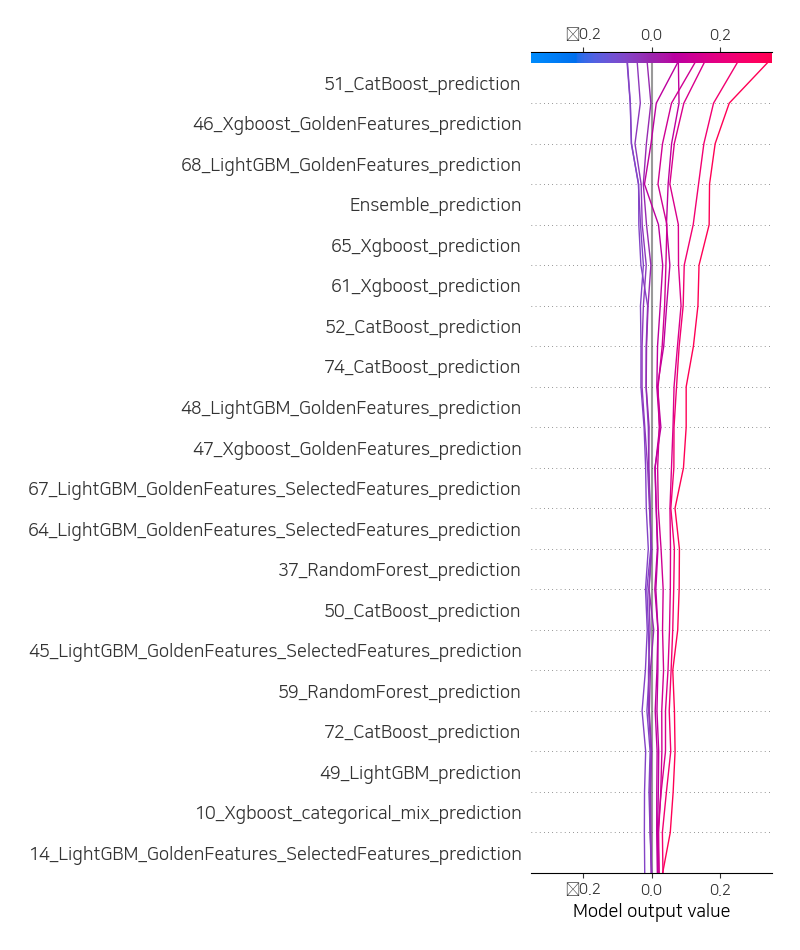 0.2 0.0 0.2
51_CatBoost_prediction
46_Xgboost_GoldenFeatures_prediction
68_LightGBM_GoldenFeatures_prediction
Ensemble_prediction
65_Xgboost_prediction
61_Xgboost_prediction
52_CatBoost_prediction
74_CatBoost_prediction
48_LightGBM_GoldenFeatures_prediction
47_Xgboost_GoldenFeatures_prediction
67_LightGBM_GoldenFeatures_SelectedFeatures_prediction
64_LightGBM_GoldenFeatures_SelectedFeatures_prediction
37_RandomForest_prediction
50_CatBoost_prediction
45_LightGBM_GoldenFeatures_SelectedFeatures_prediction
59_RandomForest_prediction
72_CatBoost_prediction
49_LightGBM_prediction
10_Xgboost_categorical_mix_prediction
14_LightGBM_GoldenFeatures_SelectedFeatures_prediction
0.2 0.0 0.2
Model output value